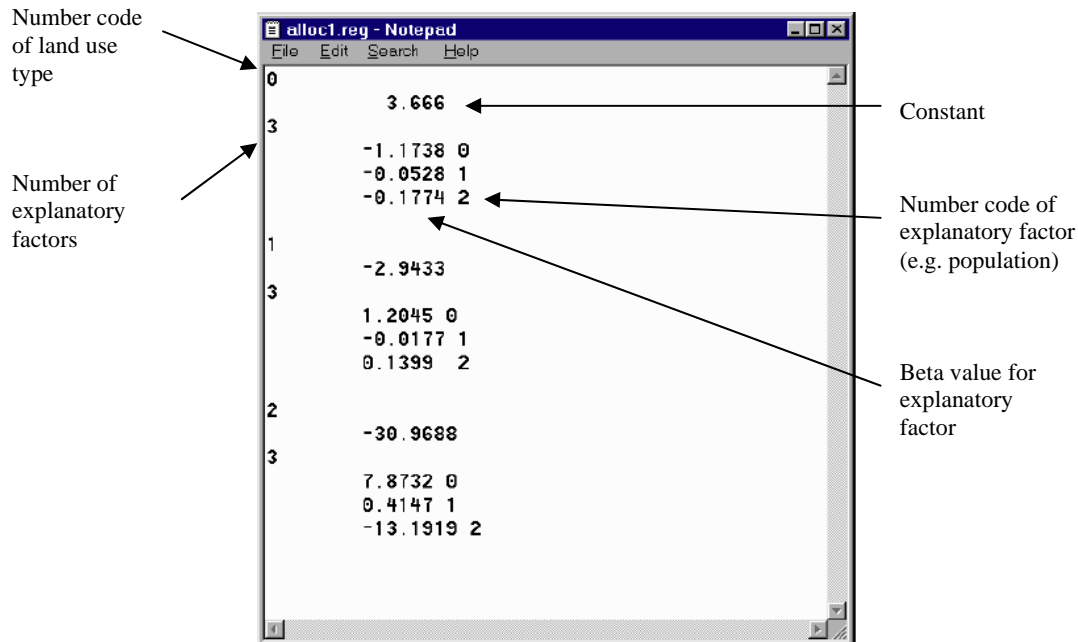 Number code
of land use
type
alloc1.reg - Notepad
File Edit Search Help
0
3.666
Constant
3
-1.1738 0
-0.0528 1
-0.1774 2
Number of
explanatory
factors
Number code of
explanatory factor
(e.g. population)
1
-2.9433
3
1.2045 0
-0.0177 1
0.1399 2
Beta value for
explanatory
factor
2
-30.9688
3
7.8732 0
0.4147 1
-13.1919 2